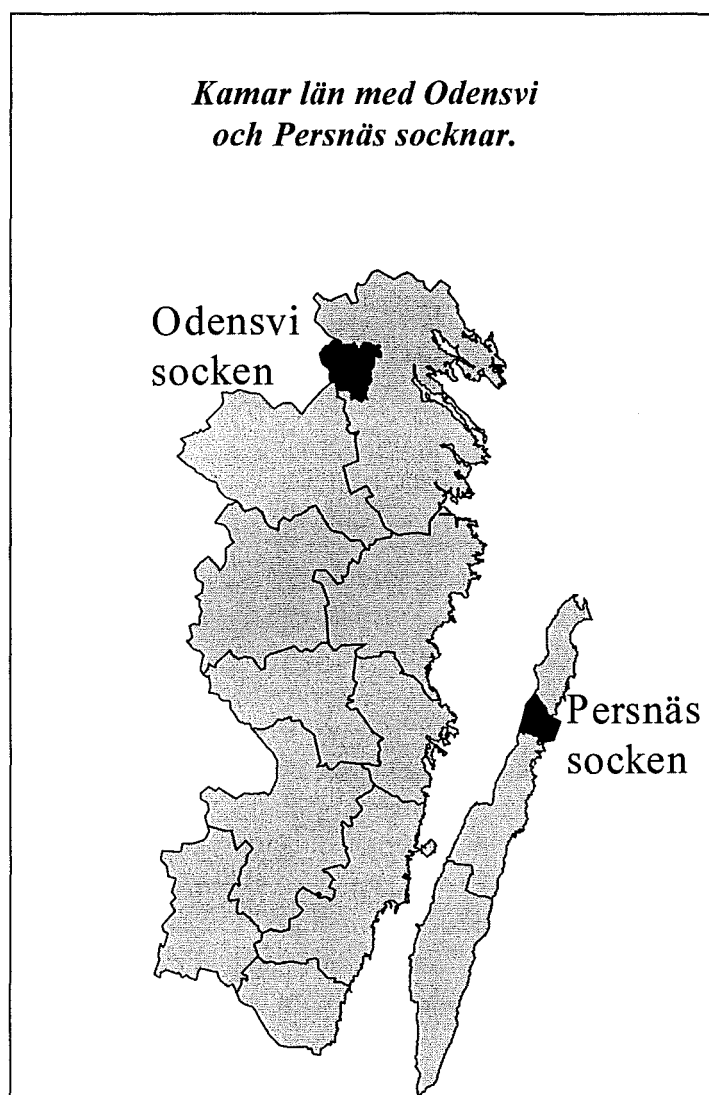 Kamar län med Odensvi
och Persnäs socknar.
Odensvi
socken
Persnäs
socken